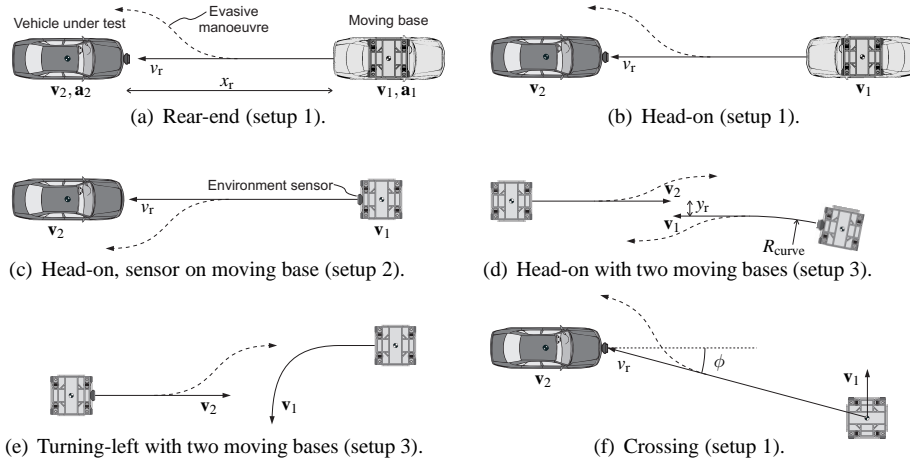 Vehicle under test
Evasive
manoeuvre
Moving base
v_r
x_r
v_2, a_2
v_1, a_1
(a) Rear-end (setup 1).
v_r
v_2
v_1
(b) Head-on (setup 1).
Environment sensor
v_r
v_2
v_1
(c) Head-on, sensor on moving base (setup 2).
v_2
y_r
v_1
R_curve
(d) Head-on with two moving bases (setup 3).
v_2
v_1
(e) Turning-left with two moving bases (setup 3).
ϕ
v_r
v_2
v_1
(f) Crossing (setup 1).